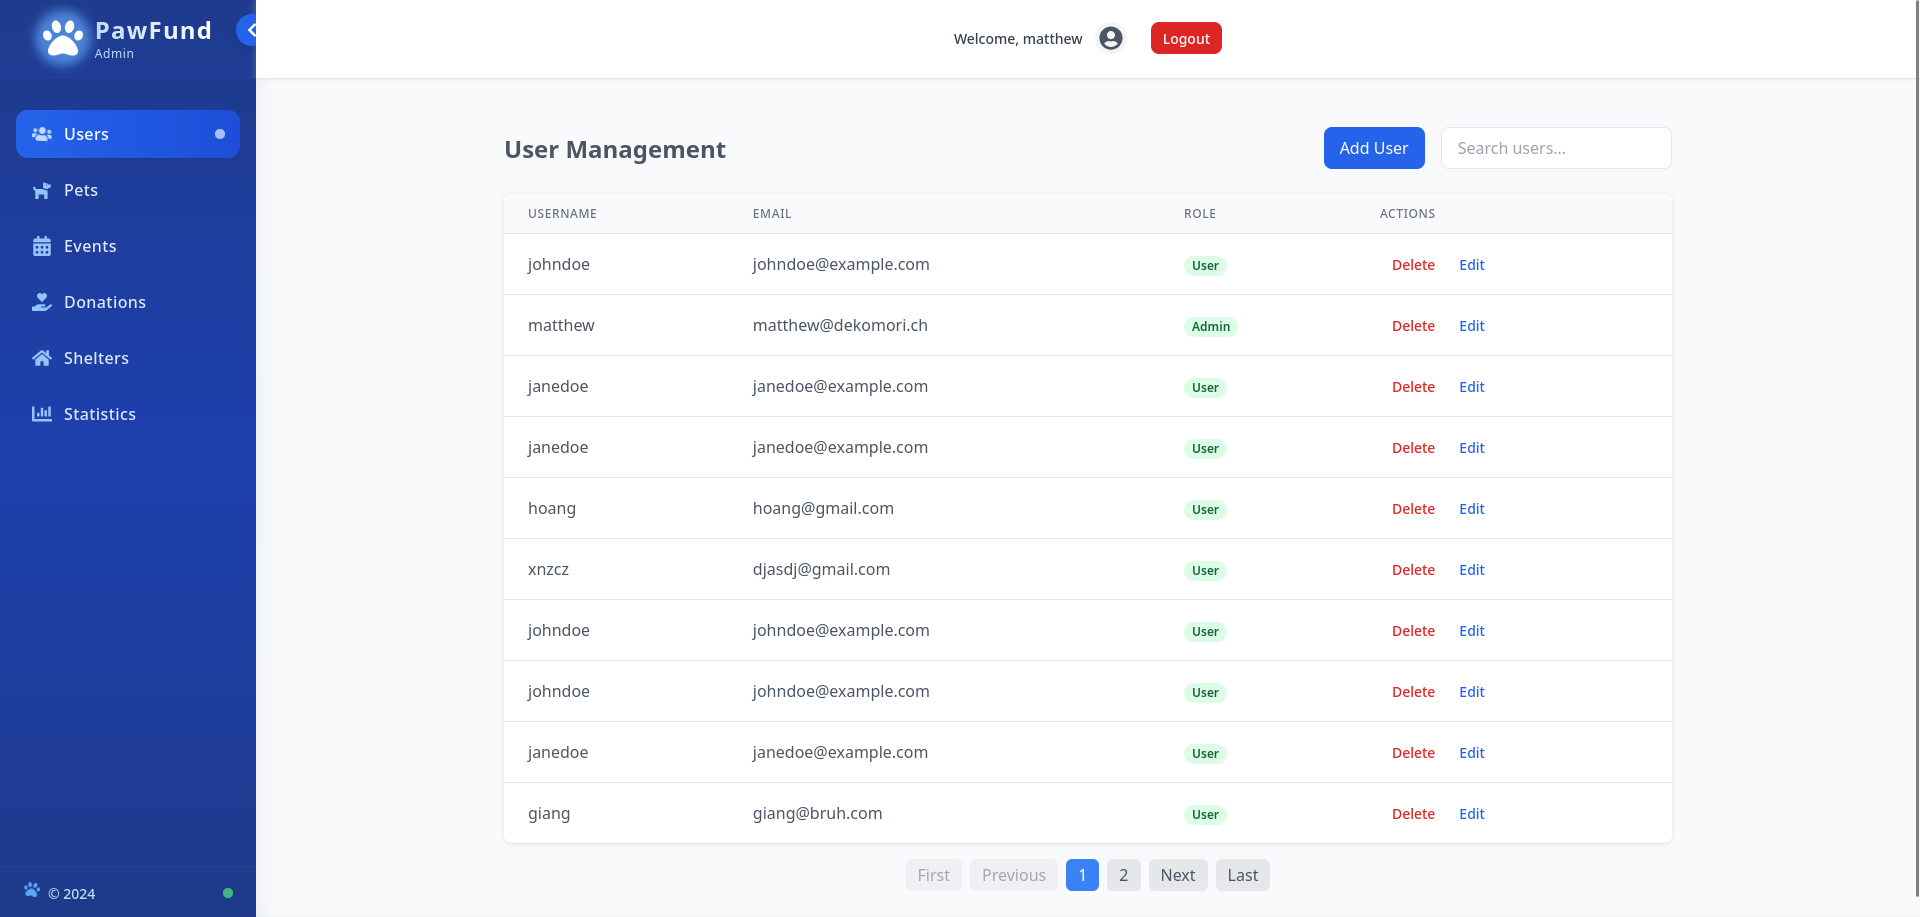 PawFund
Admin
Welcome, matthew
Logout
Users
Pets
Events
Donations
Shelters
Statistics
© 2024
User Management
Add User
Search users...
USERNAME EMAIL ROLE ACTIONS
johndoe johndoe@example.com User Delete Edit
matthew matthew@dekomori.ch Admin Delete Edit
janedoe janedoe@example.com User Delete Edit
janedoe janedoe@example.com User Delete Edit
hoang hoang@gmail.com User Delete Edit
xnzcz djasdj@gmail.com User Delete Edit
johndoe johndoe@example.com User Delete Edit
johndoe johndoe@example.com User Delete Edit
janedoe janedoe@example.com User Delete Edit
giang giang@bruh.com User Delete Edit
First Previous 1 2 Next Last